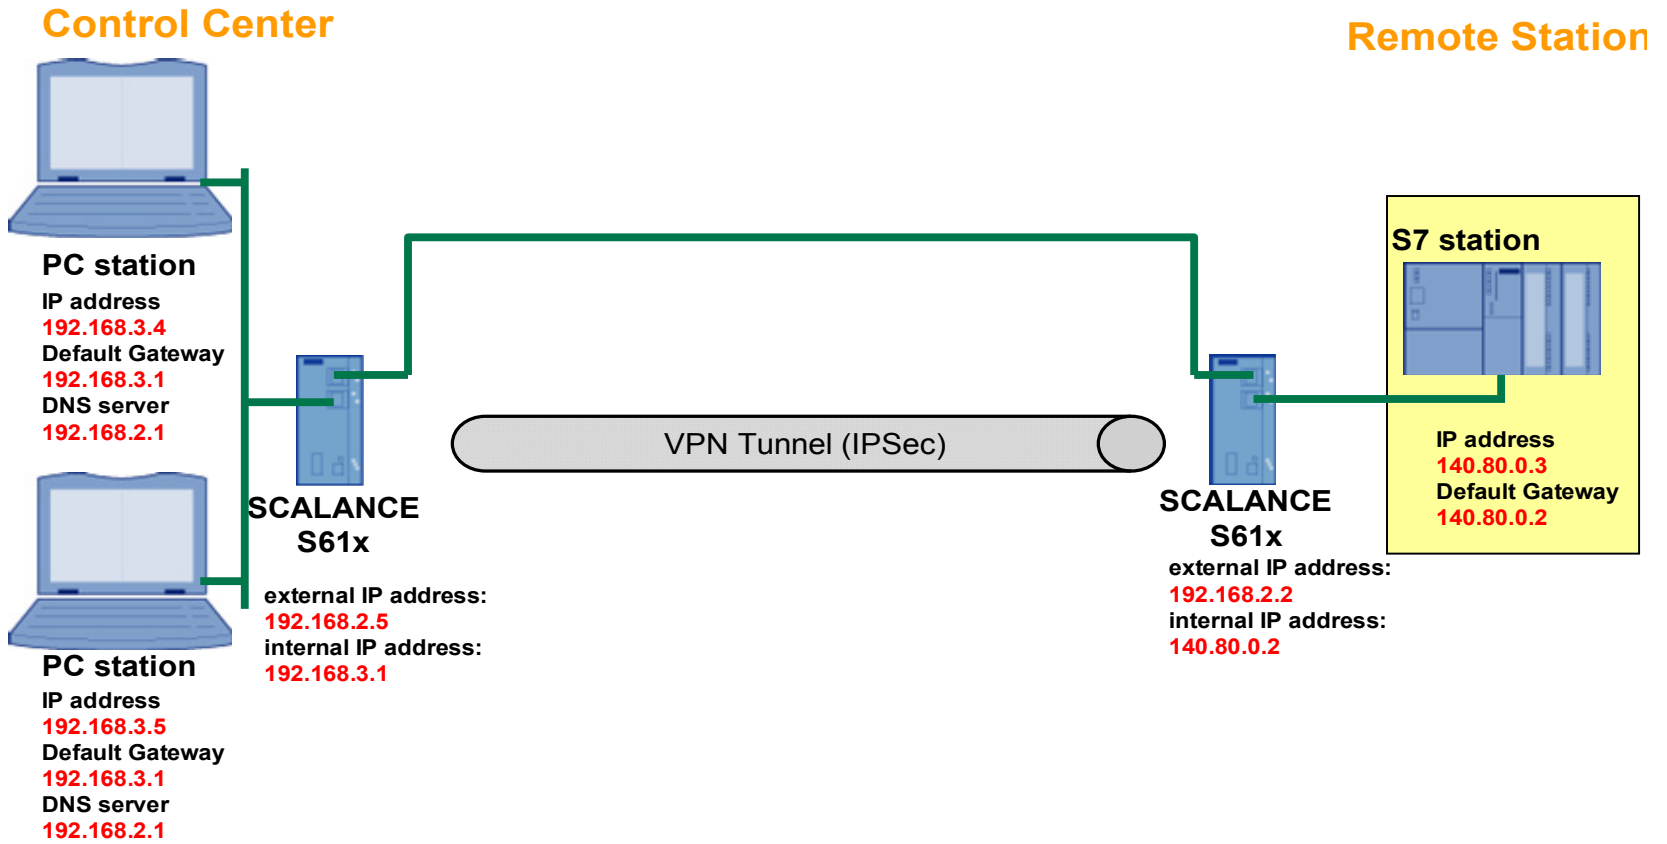 Control Center
Remote Station
PC station
IP address
192.168.3.4
Default Gateway
192.168.3.1
DNS server
192.168.2.1
PC station
IP address
192.168.3.5
Default Gateway
192.168.3.1
DNS server
192.168.2.1
SCALANCE
S61x
external IP address:
192.168.2.5
internal IP address:
192.168.3.1
VPN Tunnel (IPSec)
SCALANCE
S61x
external IP address:
192.168.2.2
internal IP address:
140.80.0.2
S7 station
IP address
140.80.0.3
Default Gateway
140.80.0.2